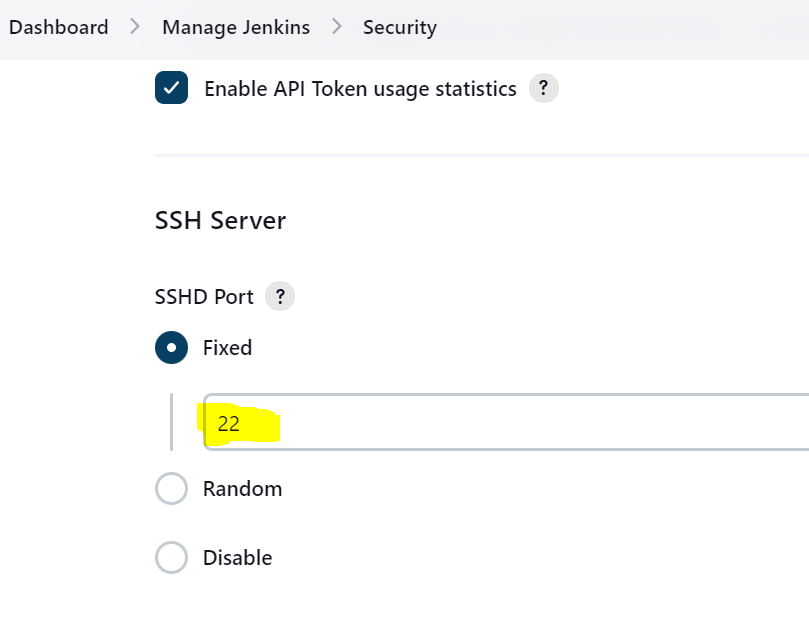 Dashboard > Manage Jenkins > Security
Enable API Token usage statistics ?
SSH Server
SSHD Port ?
Fixed
22
Random
Disable